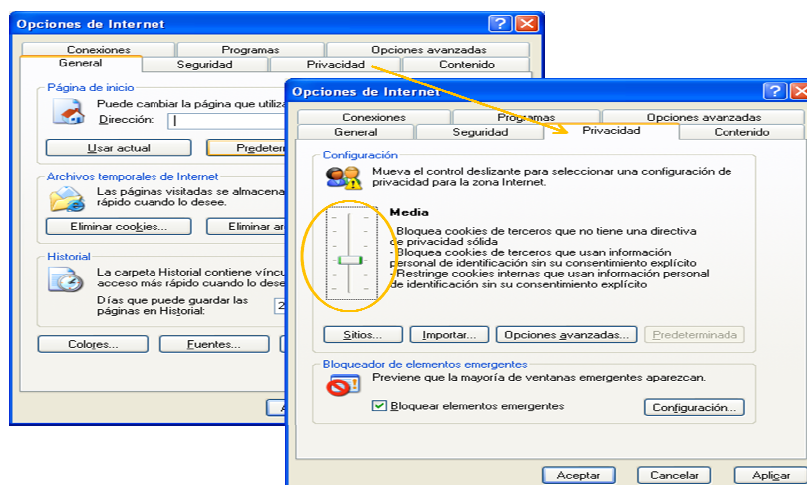 Opciones de Internet
Conexiones Programas Opciones avanzadas
General Seguridad Privacidad Contenido
Página de inicio
Puede cambiar la página que utiliza
Dirección:
Usar actual
Archivos temporales de Internet
Las páginas visitadas se almacena
rápido cuando lo desee.
Eliminar cookies... Eliminar
Historial
La carpeta Historial contiene
acceso más rápido cuando lo
Días que puede guardar las
páginas en Historial:
Colores... Fuentes...
Opciones de Internet
Conexiones Programas Opciones avanzadas
General Seguridad Privacidad Contenido
Configuración
Mueva el control deslizante para seleccionar una configuración de
privacidad para la zona Internet.
Media
- Bloquea cookies de terceros que no tiene una directiva
de privacidad sólida
- Bloquea cookies de terceros que usan información
personal de identificación sin su consentimiento explícito
- Restringe cookies internas que usan información personal
de identificación sin su consentimiento explícito
Sitios... Importar... Opciones avanzadas... Predeterminada
Bloqueador de elementos emergentes
Previene que la mayoría de ventanas emergentes aparezcan.
Bloquear elementos emergentes Configuración...
Aceptar Cancelar Aplicar